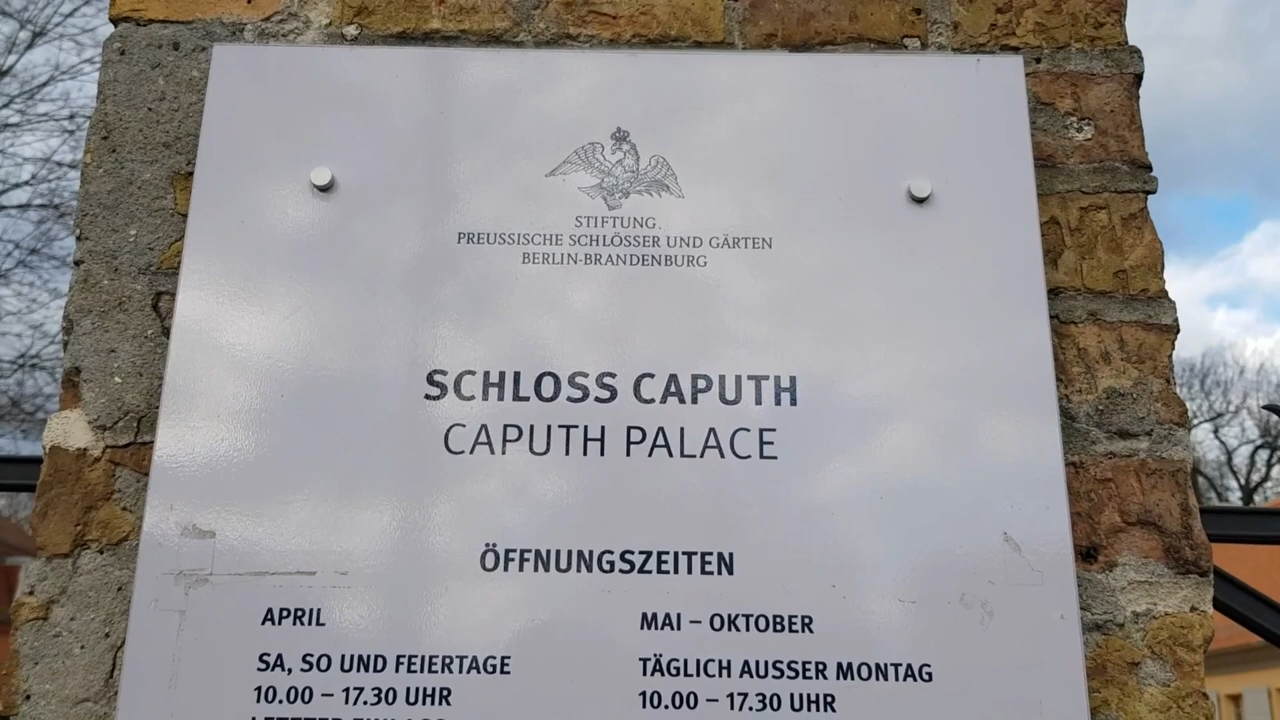 STIFTUNG
PREUSSISCHE SCHLÖSSER UND GÄRTEN
BERLIN-BRANDENBURG
SCHLOSS CAPUTH
CAPUTH PALACE
ÖFFNUNGSZEITEN
APRIL
SA, SO UND FEIERTAGE
10.00 – 17.30 UHR
MAI – OKTOBER
TÄGLICH AUSSER MONTAG
10.00 – 17.30 UHR